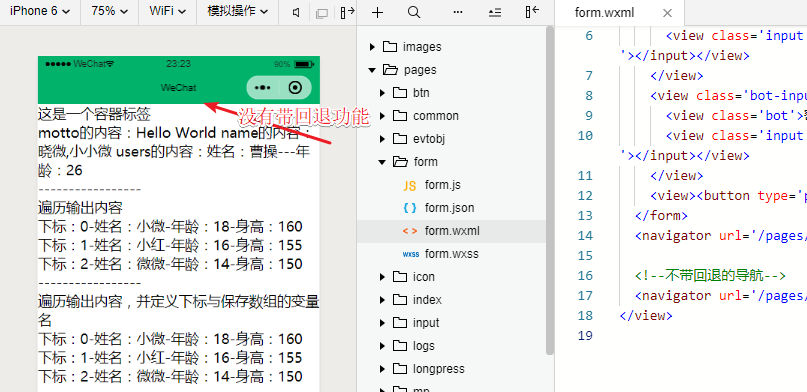 iPhone 6 75% WiFi 模拟操作
WeChat 23:23 90%
WeChat
没有带回退功能
这是一个容器标签
motto的内容：Hello World name的内容：
晓微,小小微 users的内容：姓名：曹操---年
龄：26
-----------------
遍历输出内容
下标：0-姓名：小微-年龄：18-身高：160
下标：1-姓名：小红-年龄：16-身高：155
下标：2-姓名：微微-年龄：14-身高：150
-----------------
遍历输出内容，并定义下标与保存数组的变量
名
下标：0-姓名：小微-年龄：18-身高：160
下标：1-姓名：小红-年龄：16-身高：155
下标：2-姓名：微微-年龄：14-身高：150
images
pages
btn
common
evtobj
form
form.js
form.json
form.wxml
form.wxss
icon
index
input
logs
longpress
form.wxml
6 <view class='input
'></input></view>
7 </view>
8 <view class='bot-inpu
9 <view class='bot'>
10 <view class='input
'></input></view>
11 </view>
12 <view><button type='p
13 </form>
14 <navigator url='/pages/
15
16 <!--不带回退的导航-->
17 <navigator url='/pages/
18 </view>
19